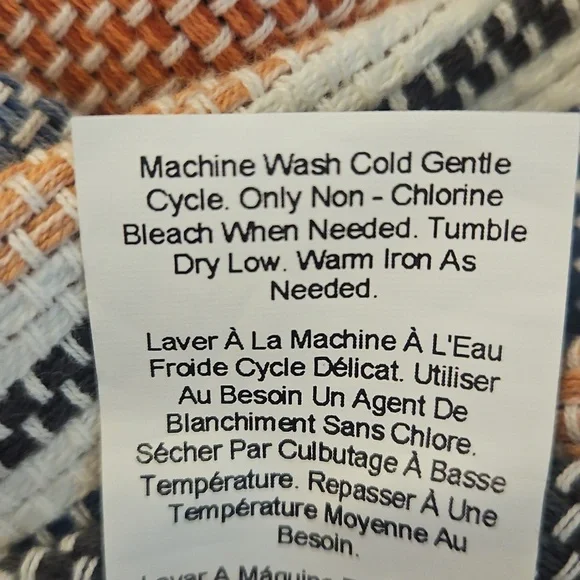 Machine Wash Cold Gentle
Cycle. Only Non - Chlorine
Bleach When Needed. Tumble
Dry Low. Warm Iron As
Needed.
Laver À La Machine À L'Eau
Froide Cycle Délicat. Utiliser
Au Besoin Un Agent De
Blanchiment Sans Chlore.
Sécher Par Culbutage À Basse
Température. Repasser À Une
Température Moyenne Au
Besoin.
Lavar A Máquina